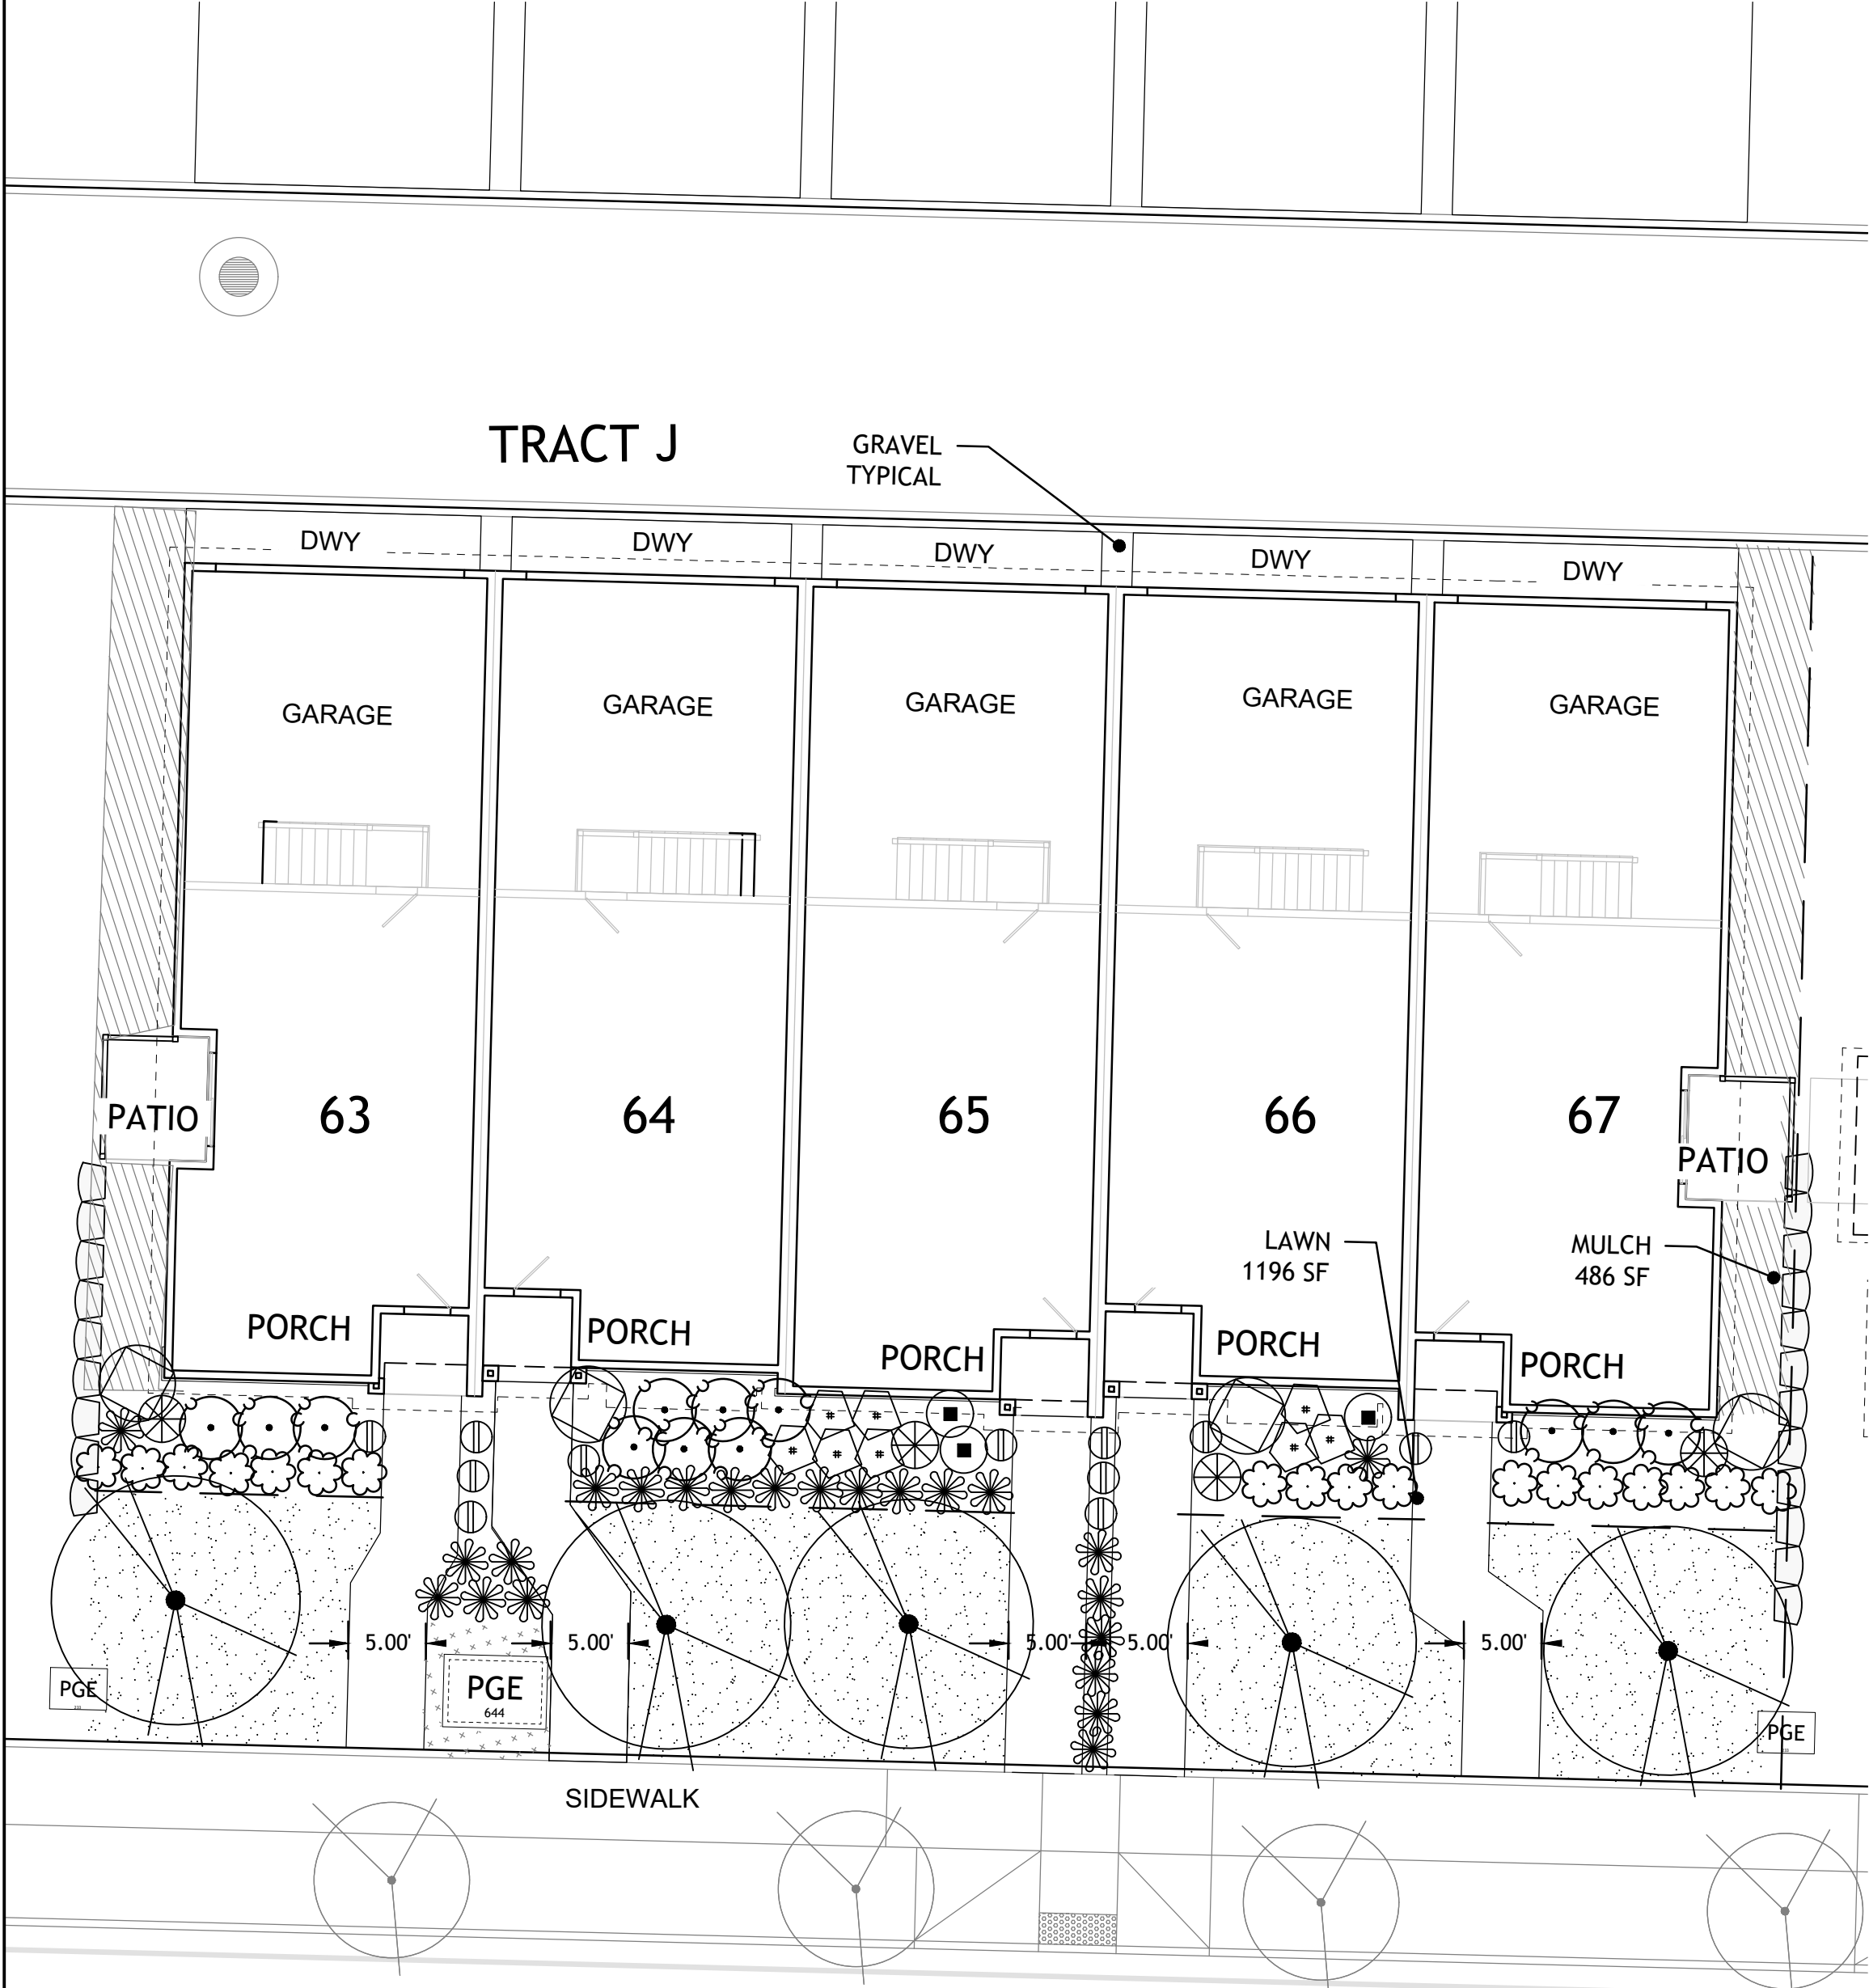 TRACT J
GRAVEL
TYPICAL
DWY
DWY
DWY
DWY
DWY
GARAGE
GARAGE
GARAGE
GARAGE
GARAGE
PATIO
63
64
65
66
67
PATIO
LAWN
1196 SF
MULCH
486 SF
PORCH
PORCH
PORCH
PORCH
PORCH
5.00'
5.00'
5.00'
5.00'
5.00'
PGE
PGE
644
PGE
SIDEWALK